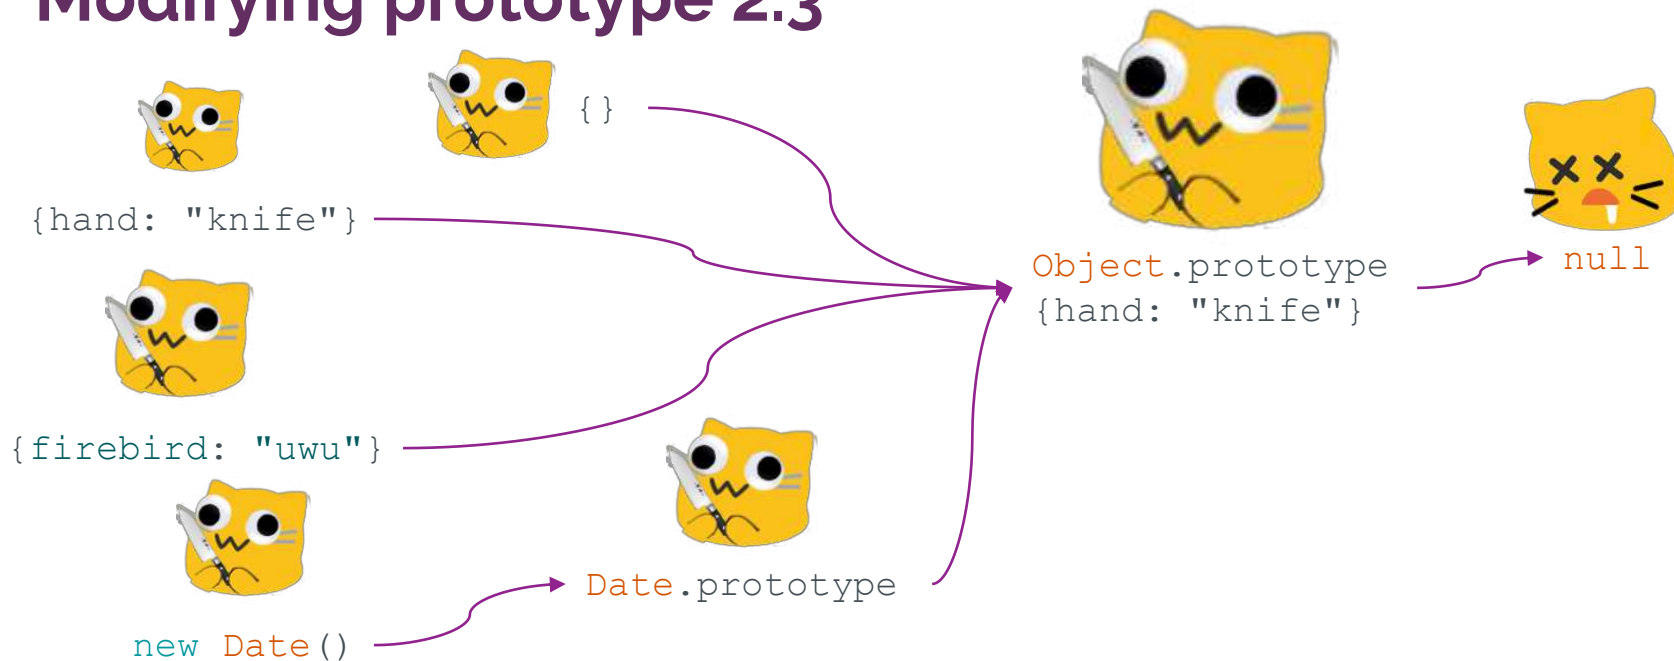 Modifying prototype 2.3
{}
{hand: "knife"}
Object.prototype
{hand: "knife"}
null
{firebird: "uwu"}
Date.prototype
new Date()